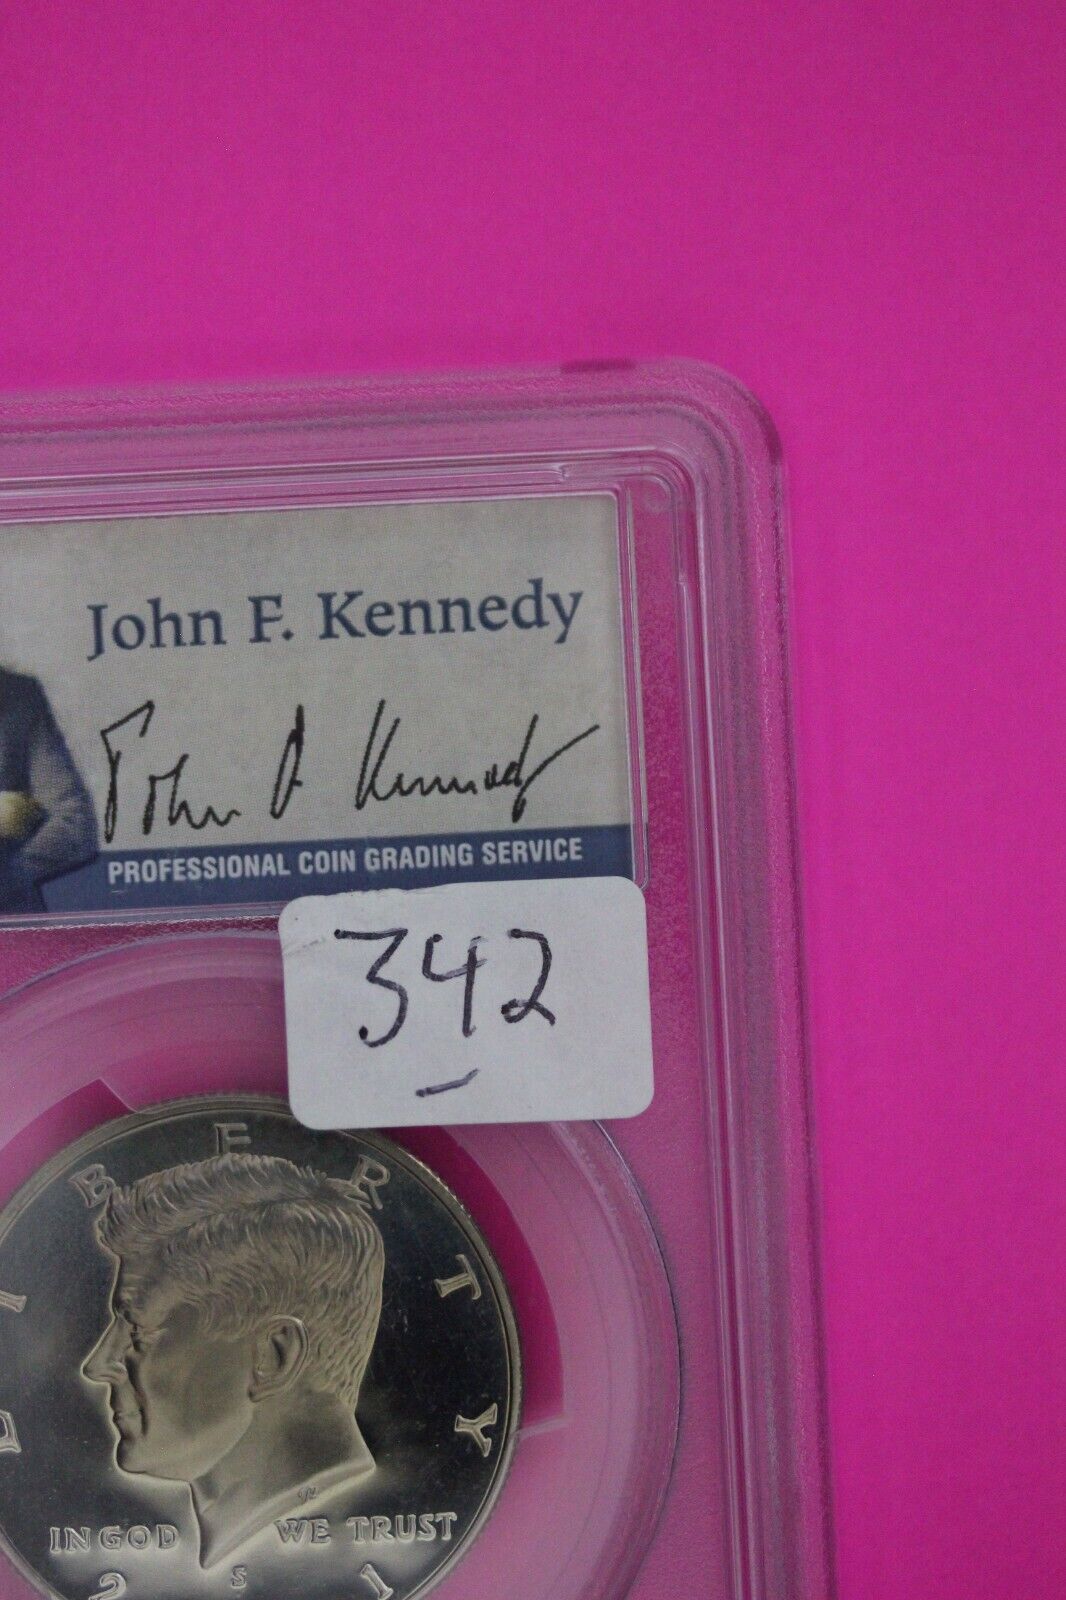 John F. Kennedy
John F Kennedy
PROFESSIONAL COIN GRADING SERVICE
342
LIBERTY
IN GOD WE TRUST
S